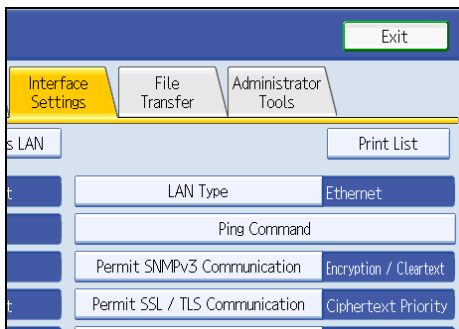 Exit
Interface Settings
File Transfer
Administrator Tools
s LAN
Print List
t
LAN Type
Ethernet
Ping Command
Permit SNMPv3 Communication
Encryption / Cleartext
t
Permit SSL / TLS Communication
Ciphertext Priority